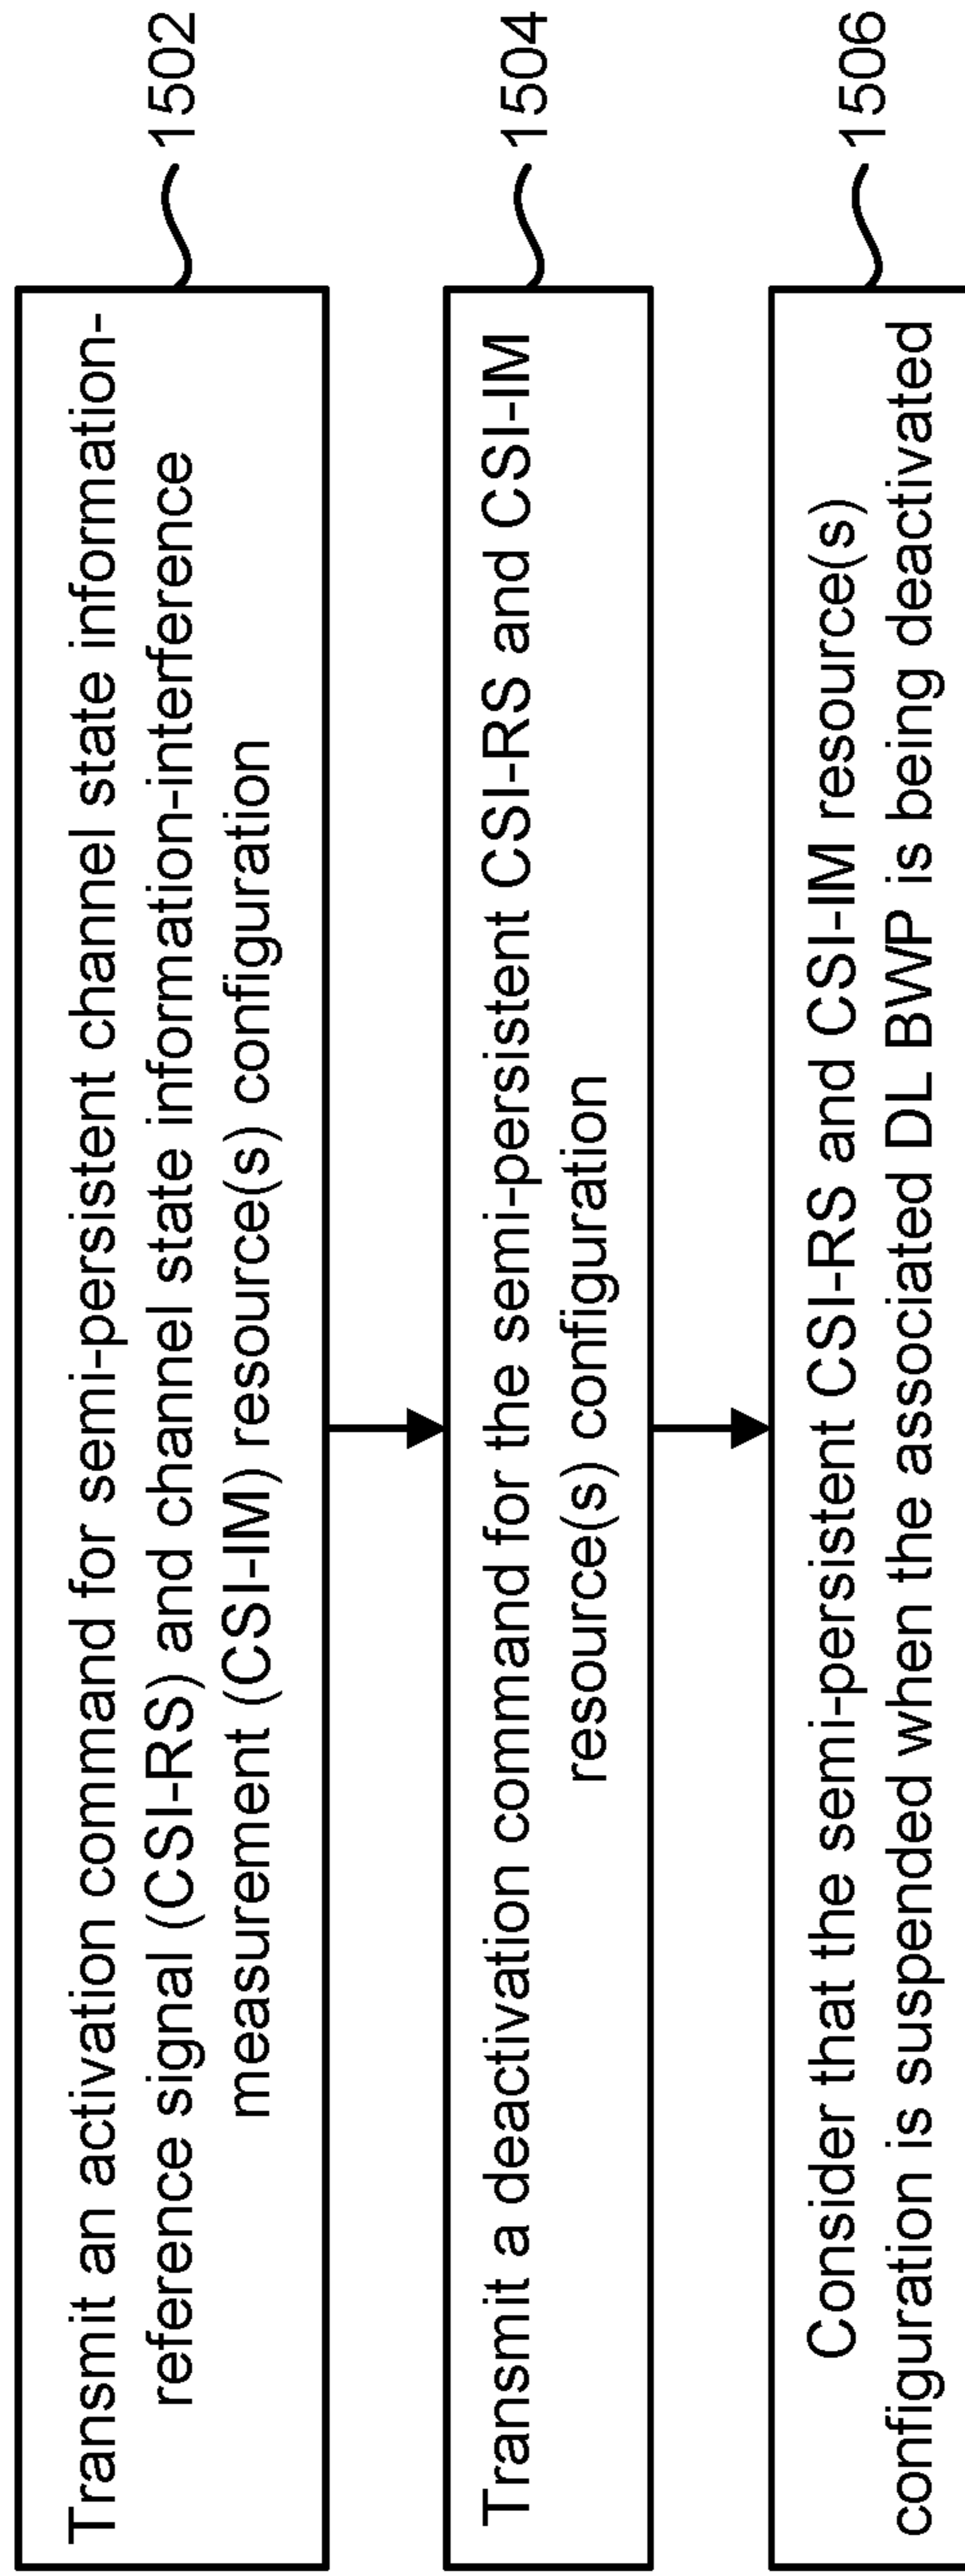 Transmit an activation command for semi-persistent channel state information-
reference signal (CSI-RS) and channel state information-interference
measurement (CSI-IM) resource(s) configuration
1502
Transmit a deactivation command for the semi-persistent CSI-RS and CSI-IM
resource(s) configuration
1504
Consider that the semi-persistent CSI-RS and CSI-IM resource(s)
configuration is suspended when the associated DL BWP is being deactivated
1506